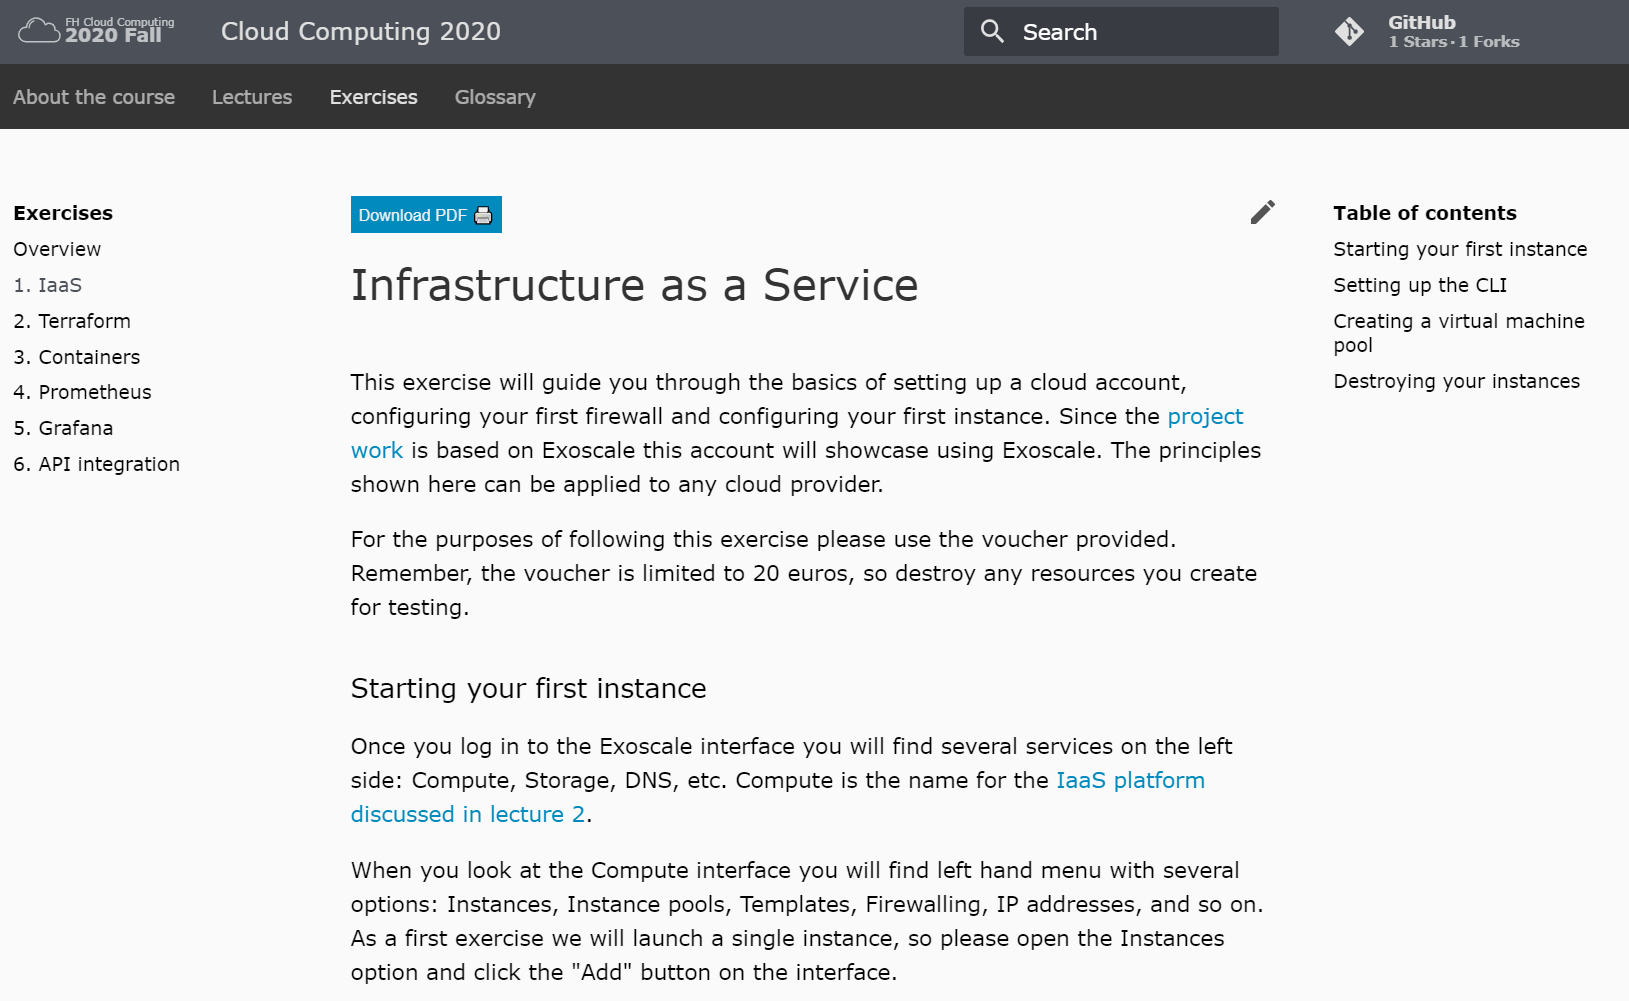 FH Cloud Computing
2020 Fall
Cloud Computing 2020
Search
GitHub
1 Stars · 1 Forks
About the course
Lectures
Exercises
Glossary
Exercises
Overview
1. IaaS
2. Terraform
3. Containers
4. Prometheus
5. Grafana
6. API integration
Download PDF
Infrastructure as a Service
This exercise will guide you through the basics of setting up a cloud account,
configuring your first firewall and configuring your first instance. Since the project
work is based on Exoscale this account will showcase using Exoscale. The principles
shown here can be applied to any cloud provider.
For the purposes of following this exercise please use the voucher provided.
Remember, the voucher is limited to 20 euros, so destroy any resources you create
for testing.
Starting your first instance
Once you log in to the Exoscale interface you will find several services on the left
side: Compute, Storage, DNS, etc. Compute is the name for the IaaS platform
discussed in lecture 2.
When you look at the Compute interface you will find left hand menu with several
options: Instances, Instance pools, Templates, Firewalling, IP addresses, and so on.
As a first exercise we will launch a single instance, so please open the Instances
option and click the "Add" button on the interface.
Table of contents
Starting your first instance
Setting up the CLI
Creating a virtual machine
pool
Destroying your instances